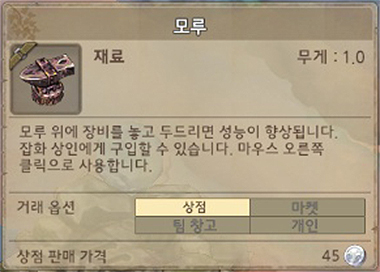 모루
재료 무게 : 1.0
모루 위에 장비를 놓고 두드리면 성능이 향상됩니다.
잡화 상인에게 구입할 수 있습니다. 마우스 오른쪽
클릭으로 사용합니다.
거래 옵션 상점 마켓
팀 창고 개인
상점 판매 가격 45